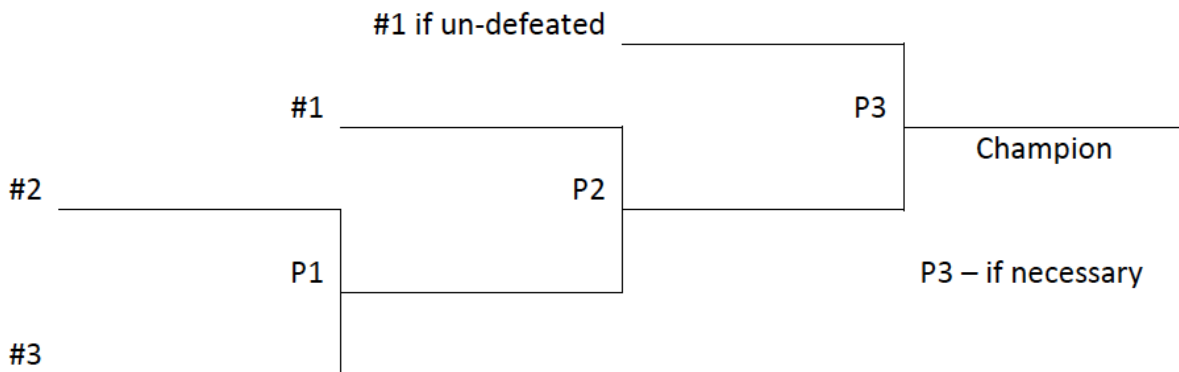 #1 if un-defeated
#1
P3
Champion
#2
P2
P1
P3 – if necessary
#3